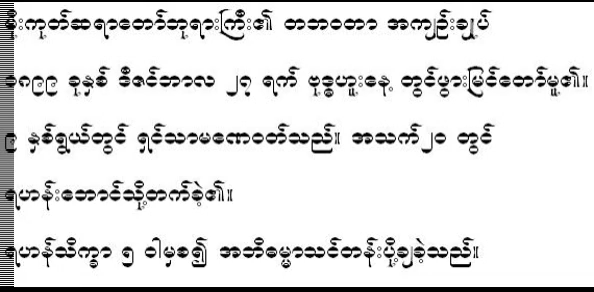 မိုးကုတ်ဆရာတော်ဘုရားကြီး၏ တဘဝတာ အကျဉ်းချုပ်
၁၈၉၉ ခုနှစ် ဒီဇင်ဘာလ ၂၇ ရက် ဗုဒ္ဓဟူးနေ့ တွင်ဖွားမြင်တော်မူ၏။
၉ နှစ်ရွယ်တွင် ရှင်သာမဏေဝတ်သည်။ အသက်၂၀ တွင်
ရဟန်းဘောင်သို့တက်ခဲ့၏။
ရဟန်သိက္ခာ ၅ ဝါမှစ၍ အဘိဓမ္မာသင်တန်းပို့ချခဲ့သည်။